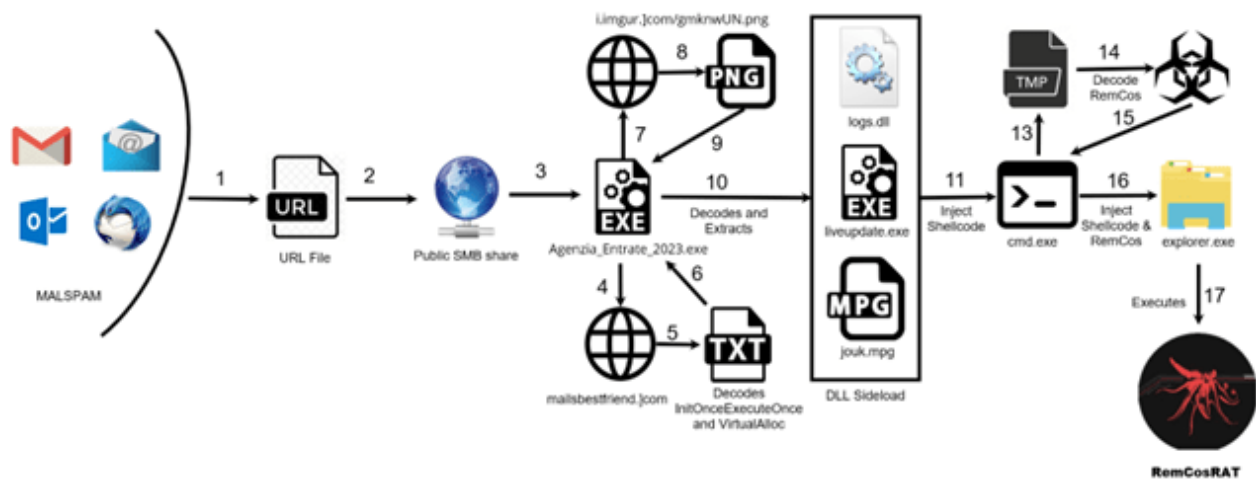 MALSPAM
1
URL
URL File
2
Public SMB share
3
EXE
Agenzia_Entrate_2023.exe
4
mailsbestfriend.]com
5
TXT
Decodes
InitOnceExecuteOnce
and VirtualAlloc
6
7
i.imgur.]com/gmknwUN.png
8
PNG
9
10
Decodes and
Extracts
logs.dll
EXE
liveupdate.exe
MPG
jouk.mpg
DLL Sideload
11
Inject
Shellcode
cmd.exe
13
TMP
14
Decode
RemCos
15
16
Inject
Shellcode &
RemCos
explorer.exe
Executes
17
RemCosRAT